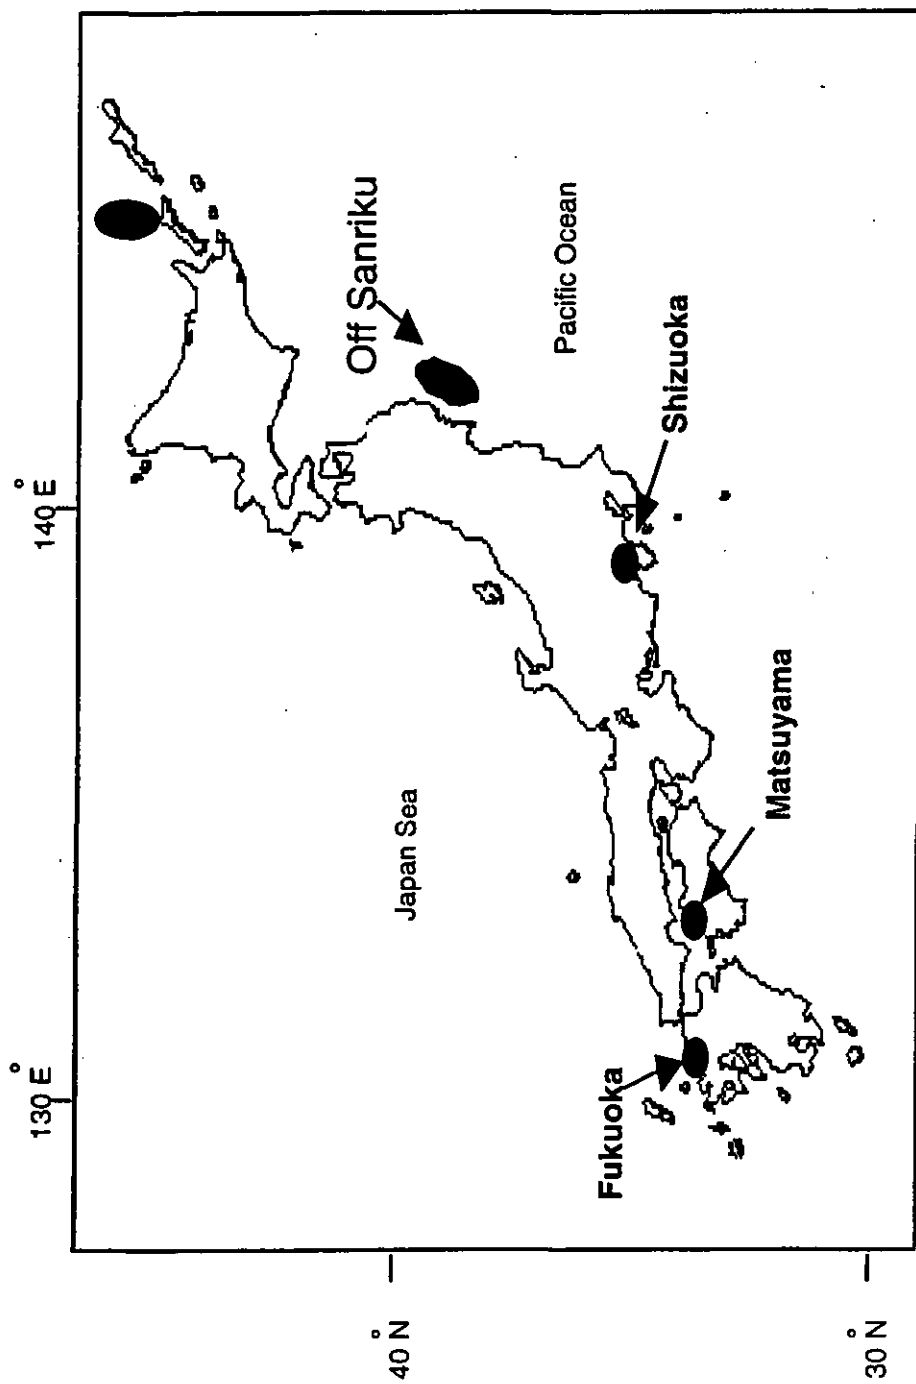 130°E
140°E
Off Sanriku
Pacific Ocean
Shizuoka
Japan Sea
Matsuyama
Fukuoka
40°N
30°N